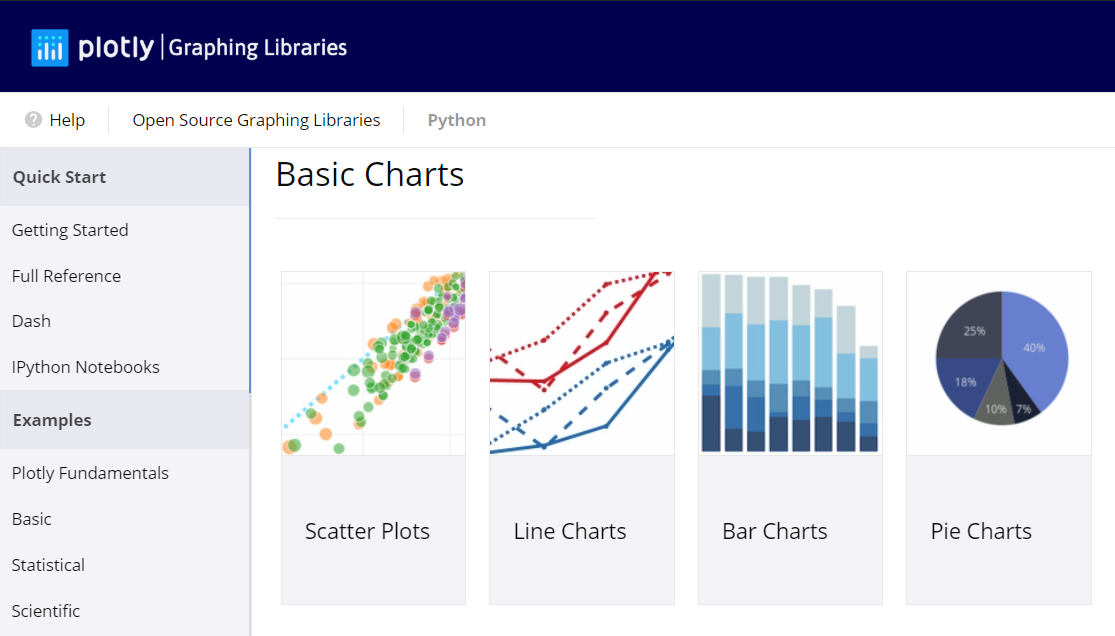 plotly | Graphing Libraries
Help
Open Source Graphing Libraries
Python
Quick Start
Getting Started
Full Reference
Dash
IPython Notebooks
Examples
Plotly Fundamentals
Basic
Statistical
Scientific
Basic Charts
25%
40%
18%
10%
7%
Scatter Plots
Line Charts
Bar Charts
Pie Charts